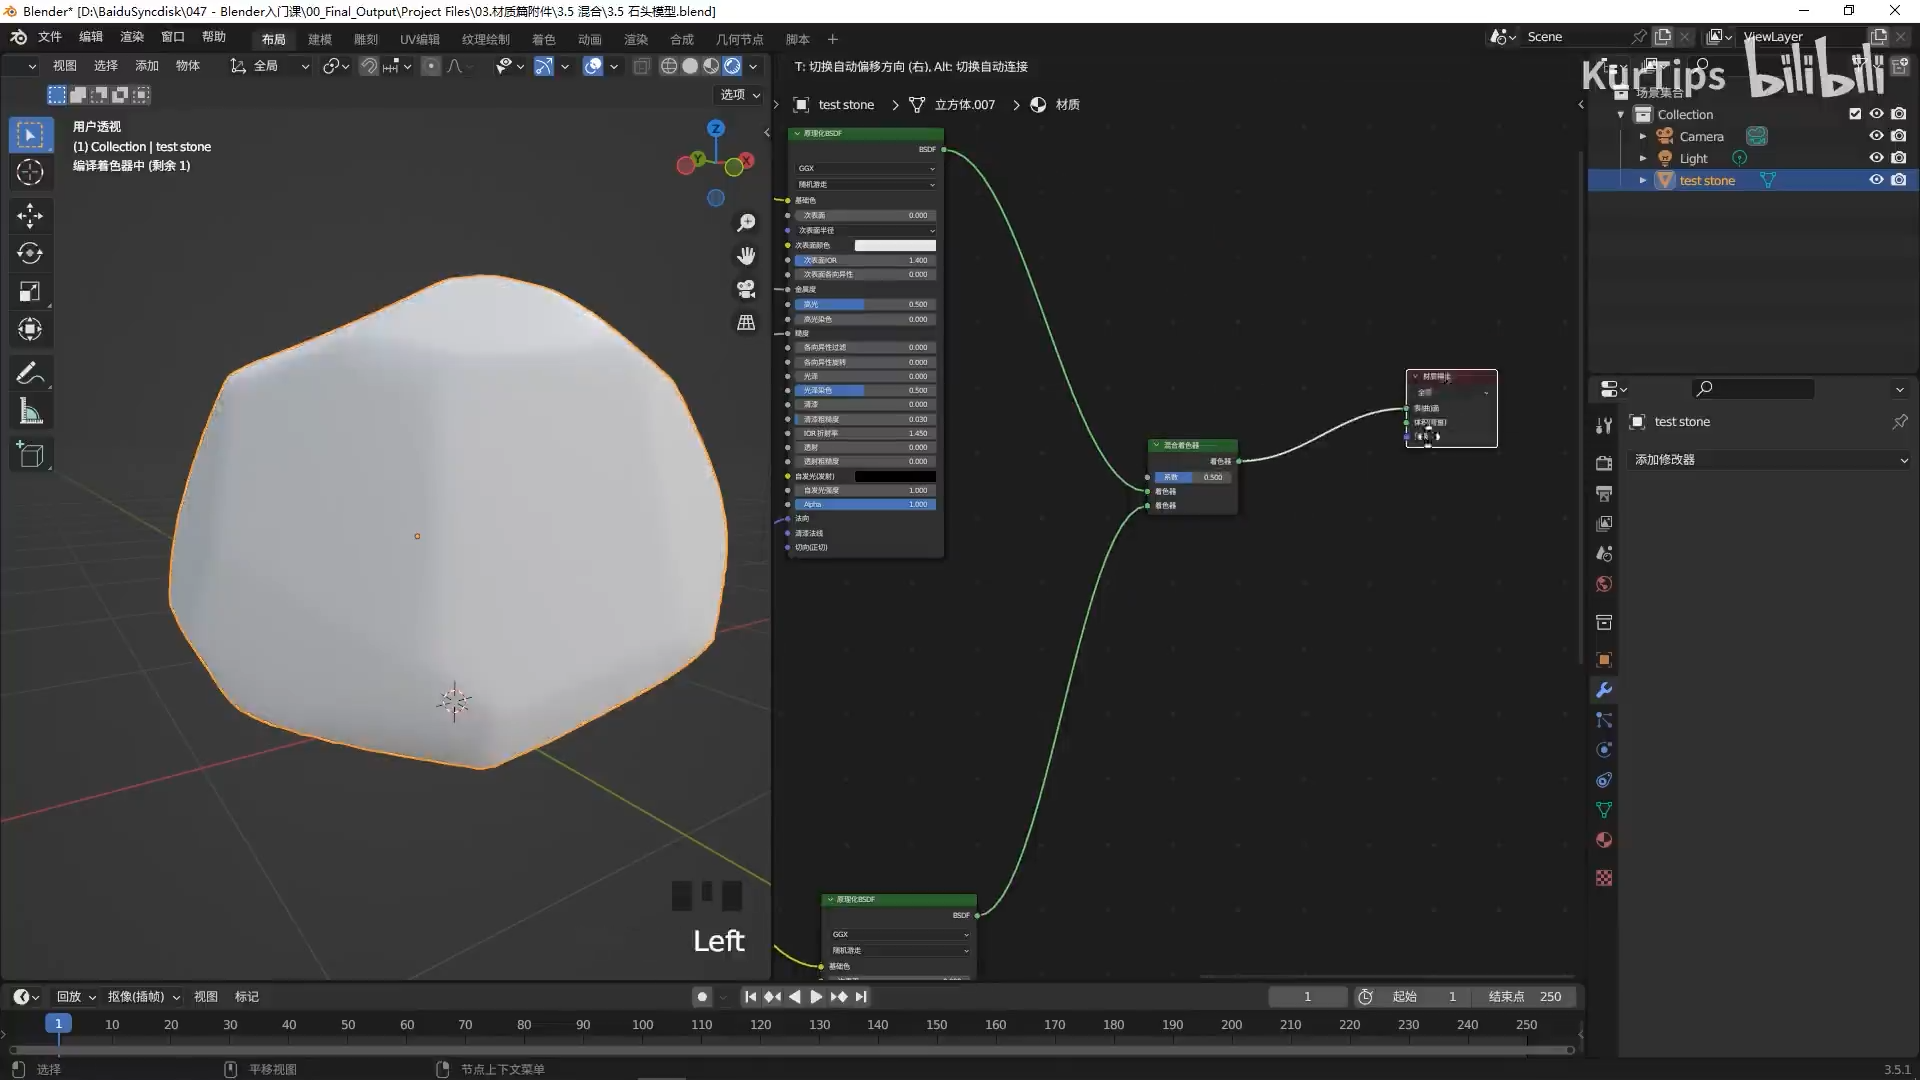 Blender* [D:\BaiduSyncdisk\047 - Blender入门课\00_Final_Output\Project Files\03.材质篇附件\3.5 混合\3.5 石头模型.blend]
文件 编辑 渲染 窗口 帮助 布局 建模 雕刻 UV编辑 纹理绘制 着色 动画 渲染 合成 几何节点 脚本 + Scene ViewLayer
视图 选择 添加 物体 全局
T: 切换自动偏移方向 (右), Alt: 切换自动连接
KurTips bilibili
选项
test stone > 立方体.007 > 材质
场景集合
Collection
Camera
Light
test stone
用户透视
(1) Collection | test stone
编译着色器中 (剩余 1)
Z
Y
X
原理化BSDF
BSDF
GGX
随机游走
基础色
次表面 0.000
次表面半径
次表面颜色
次表面IOR 1.400
次表面各向异性 0.000
金属度
高光 0.500
高光染色 0.000
糙度
各向异性过滤 0.000
各向异性旋转 0.000
光泽 0.000
光泽染色 0.500
清漆 0.000
清漆粗糙度 0.030
IOR 折射率 1.450
透射 0.000
透射粗糙度 0.000
自发光(发射)
自发光强度 1.000
Alpha 1.000
法向
清漆法线
切向(正切)
混合着色器
着色器
系数 0.500
着色器
着色器
材质输出
test stone
添加修改器
原理化BSDF
BSDF
GGX
随机游走
基础色
Left
回放 抠像(插帧) 视图 标记
1 起始 1 结束点 250
1 10 20 30 40 50 60 70 80 90 100 110 120 130 140 150 160 170 180 190 200 210 220 230 240 250
选择 平移视图 节点上下文菜单
3.5.1